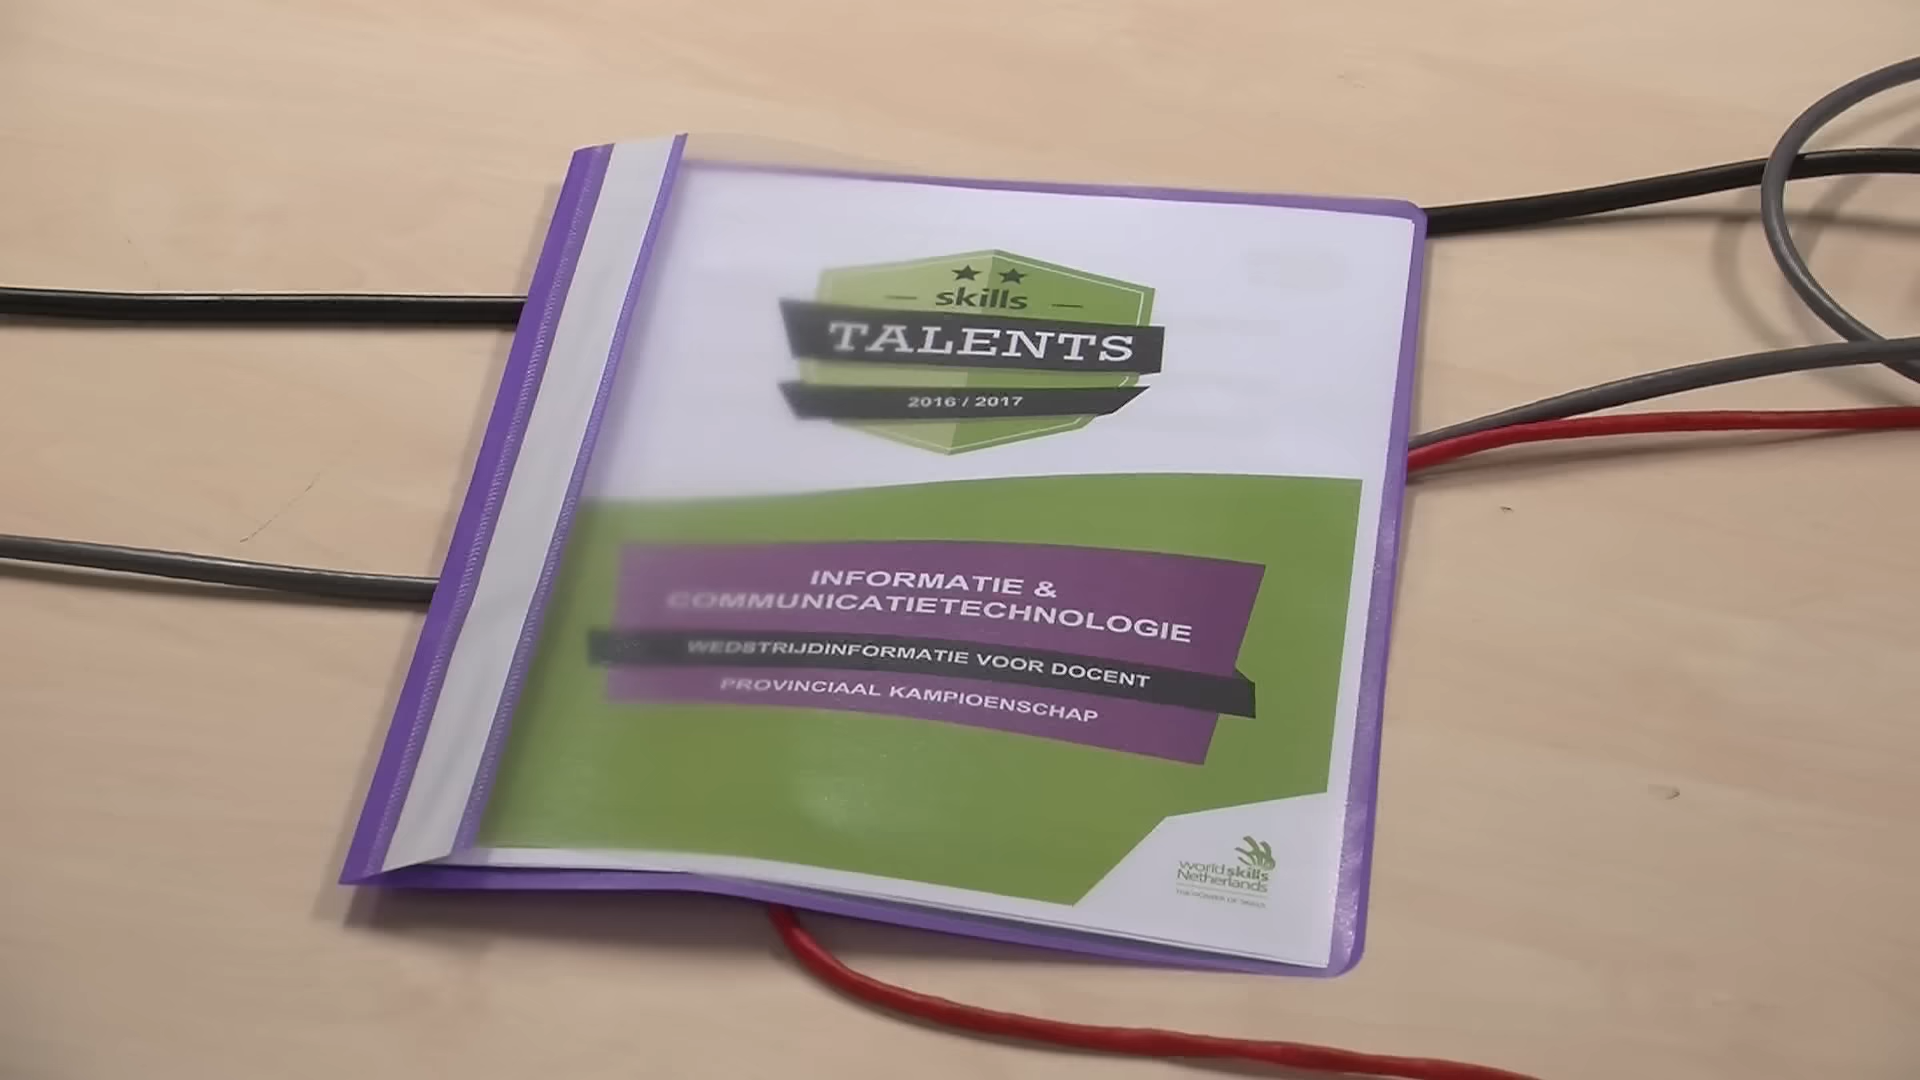 skills
TALENTS
2016 / 2017
INFORMATIE &
COMMUNICATIETECHNOLOGIE
WEDSTRIJDINFORMATIE VOOR DOCENT
PROVINCIAAL KAMPIOENSCHAP
worldskills
Netherlands